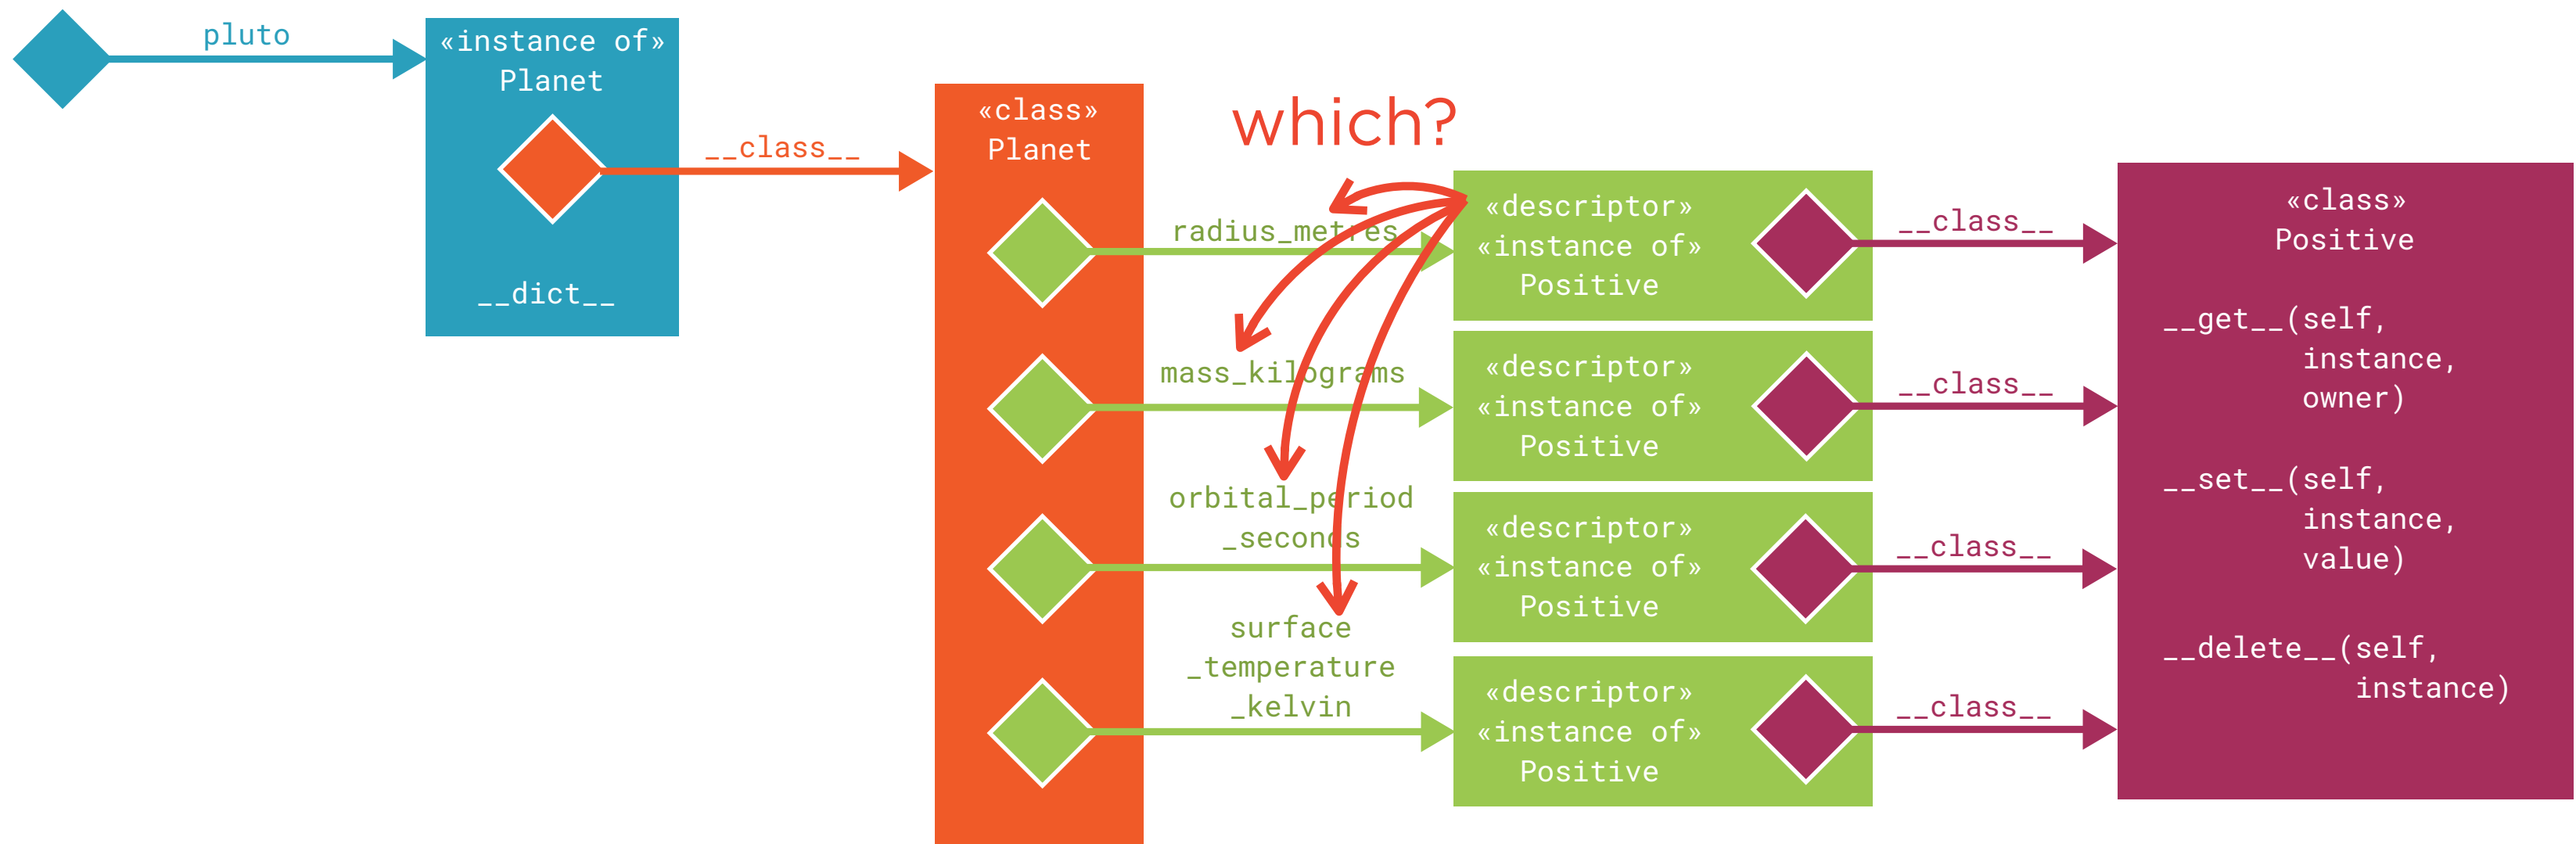 pluto
«instance of»
Planet
__dict__
__class__
«class»
Planet
which?
radius_metres
mass_kilograms
orbital_period
_seconds
surface
_temperature
_kelvin
«descriptor»
«instance of»
Positive
«descriptor»
«instance of»
Positive
«descriptor»
«instance of»
Positive
«descriptor»
«instance of»
Positive
__class__
__class__
__class__
__class__
«class»
Positive
__get__(self,
instance,
owner)
__set__(self,
instance,
value)
__delete__(self,
instance)